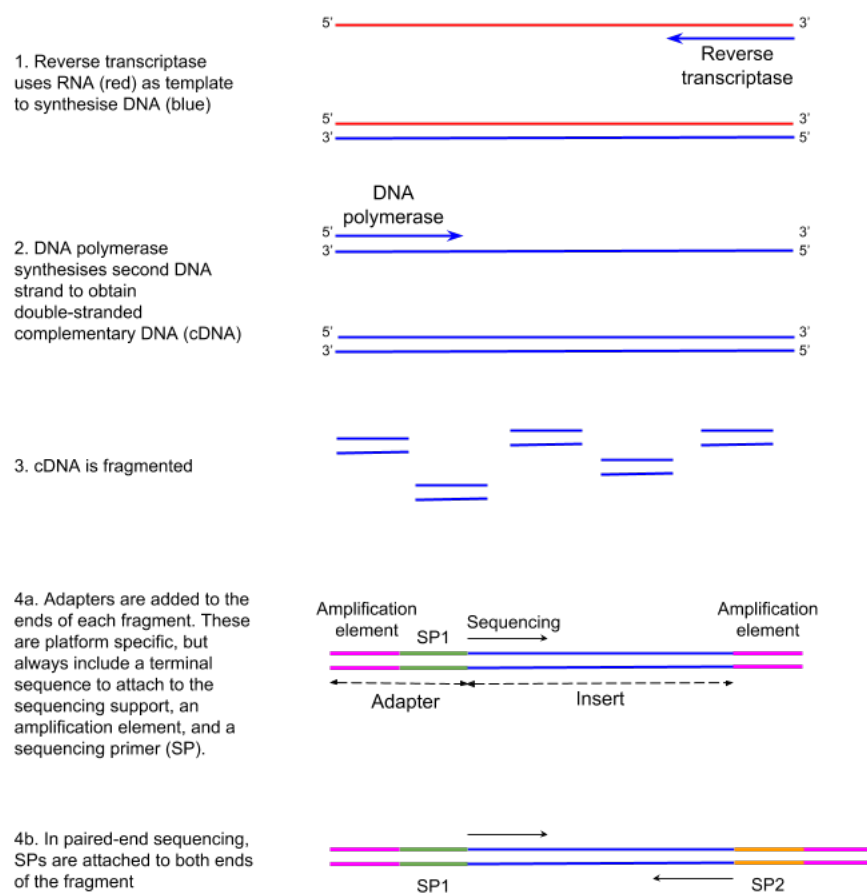 1. Reverse transcriptase
uses RNA (red) as template
to synthesise DNA (blue)
5’
3’
Reverse
transcriptase
5’
3’
3’
5’
DNA
polymerase
2. DNA polymerase
synthesises second DNA
strand to obtain
double-stranded
complementary DNA (cDNA)
5’
3’
3’
5’
5’
3’
3’
5’
3. cDNA is fragmented
4a. Adapters are added to the
ends of each fragment. These
are platform specific, but
always include a terminal
sequence to attach to the
sequencing support, an
amplification element, and a
sequencing primer (SP).
Amplification
element
SP1
Sequencing
Amplification
element
Adapter
Insert
4b. In paired-end sequencing,
SPs are attached to both ends
of the fragment
SP1
SP2